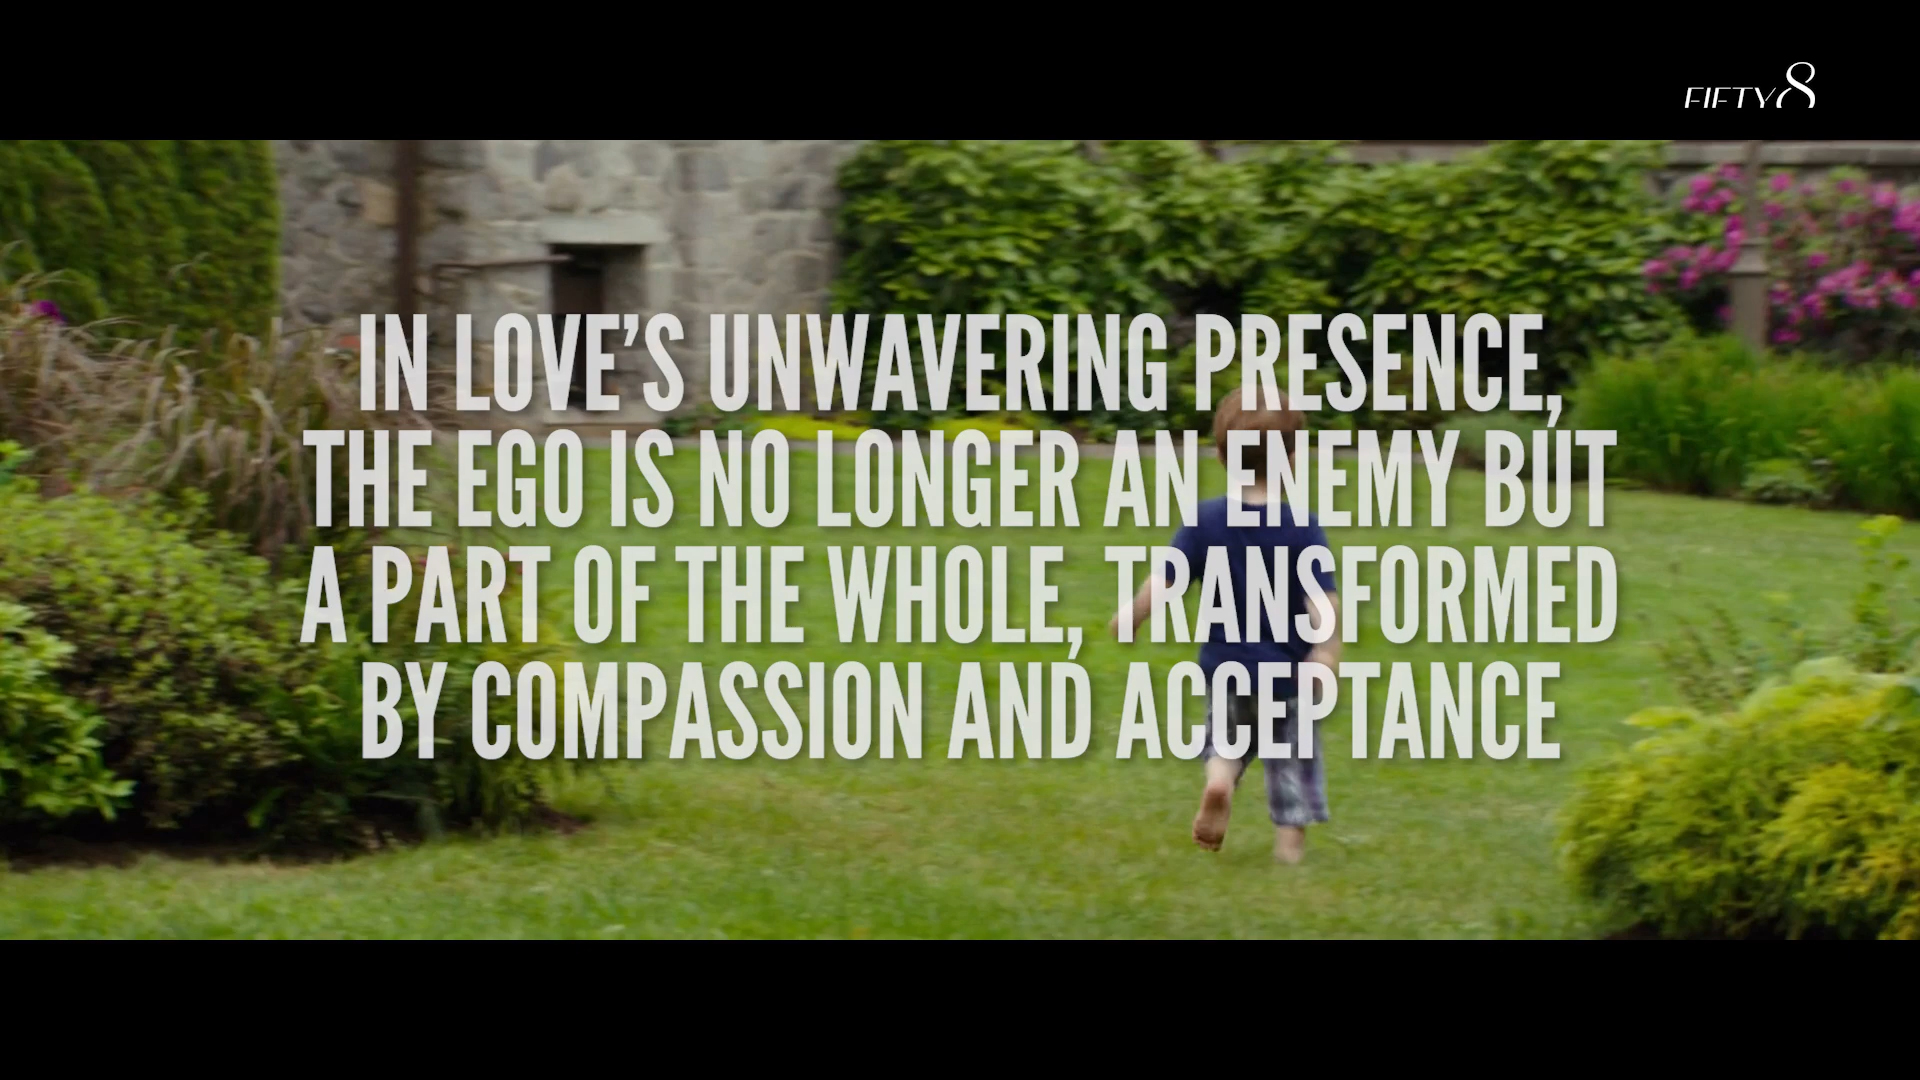 FIFTY8
IN LOVE’S UNWAVERING PRESENCE,
THE EGO IS NO LONGER AN ENEMY BUT
A PART OF THE WHOLE, TRANSFORMED
BY COMPASSION AND ACCEPTANCE